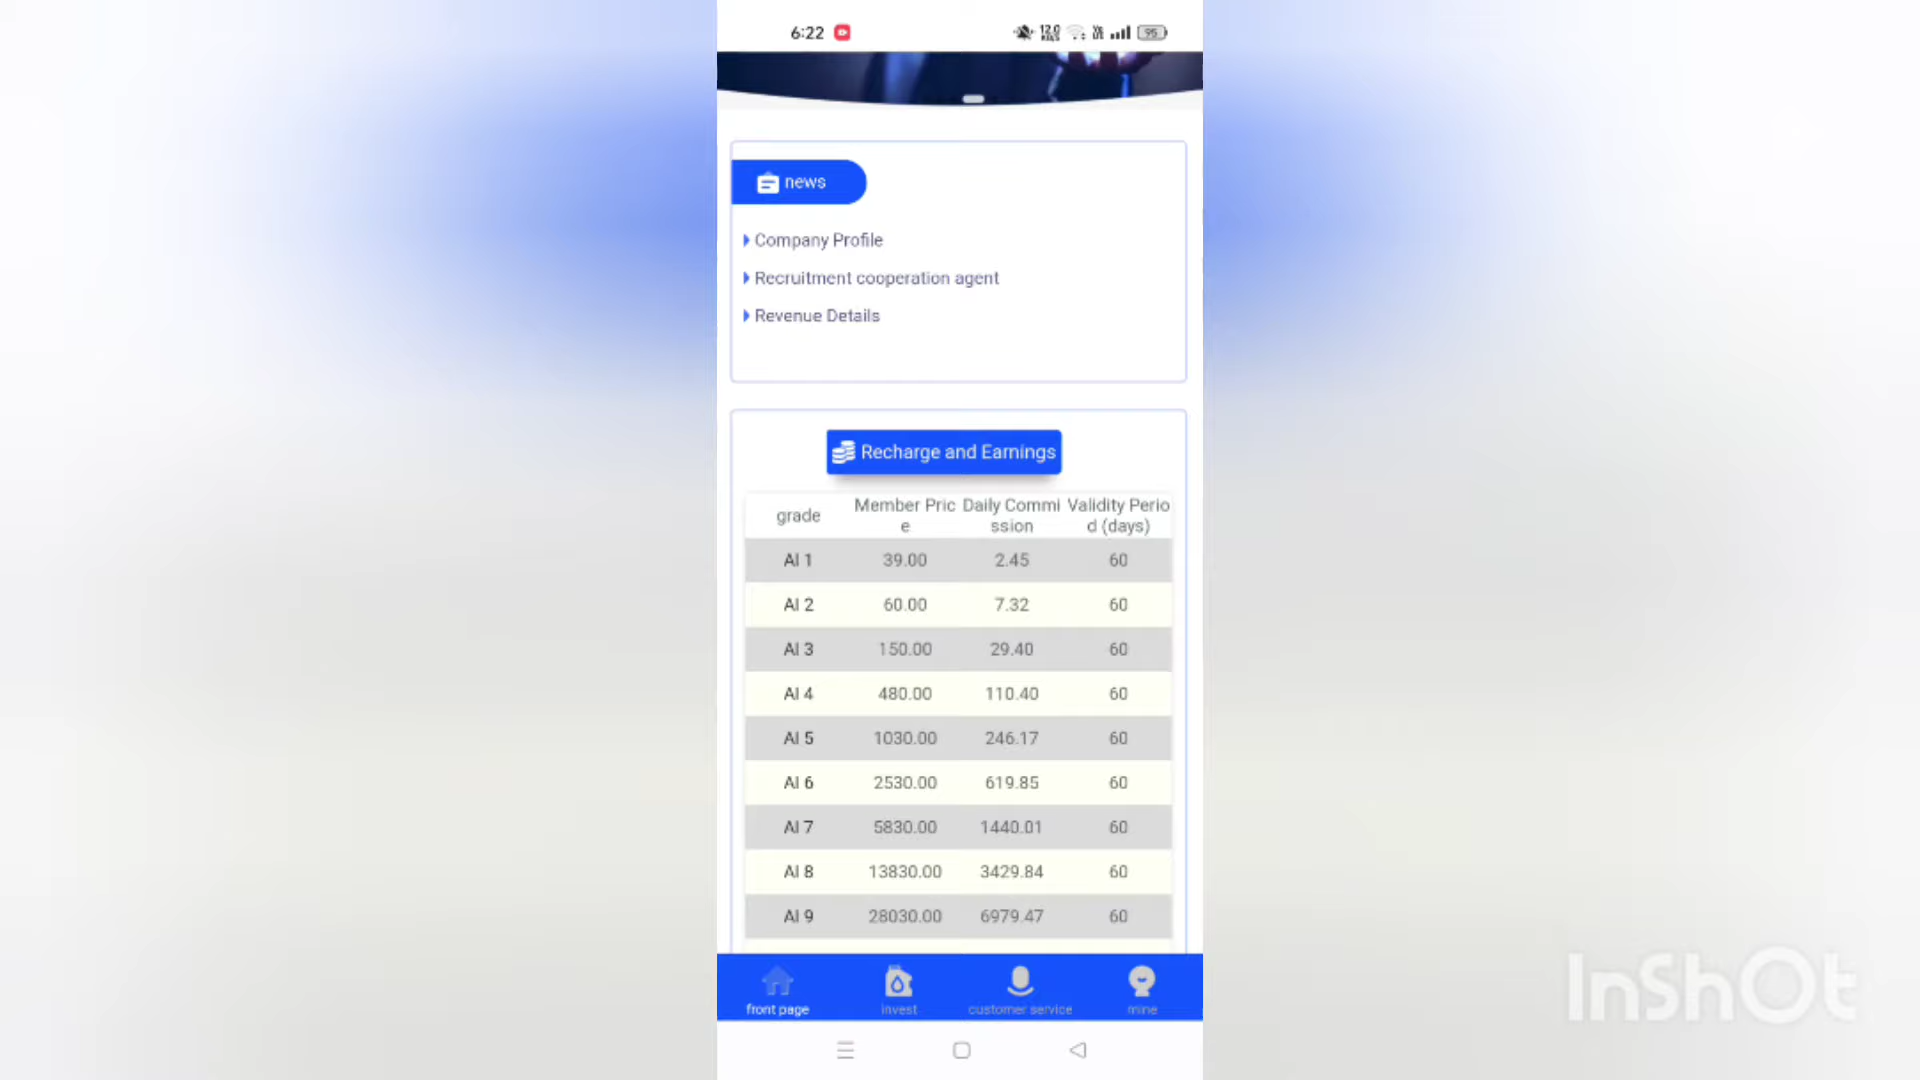 6:22
95
news
Company Profile
Recruitment cooperation agent
Revenue Details
Recharge and Earnings
grade Member Pric Daily Commi Validity Perio
e ssion d (days)
AI 1 39.00 2.45 60
AI 2 60.00 7.32 60
AI 3 150.00 29.40 60
AI 4 480.00 110.40 60
AI 5 1030.00 246.17 60
AI 6 2530.00 619.85 60
AI 7 5830.00 1440.01 60
AI 8 13830.00 3429.84 60
AI 9 28030.00 6979.47 60
front page invest customer service mine
InShOt